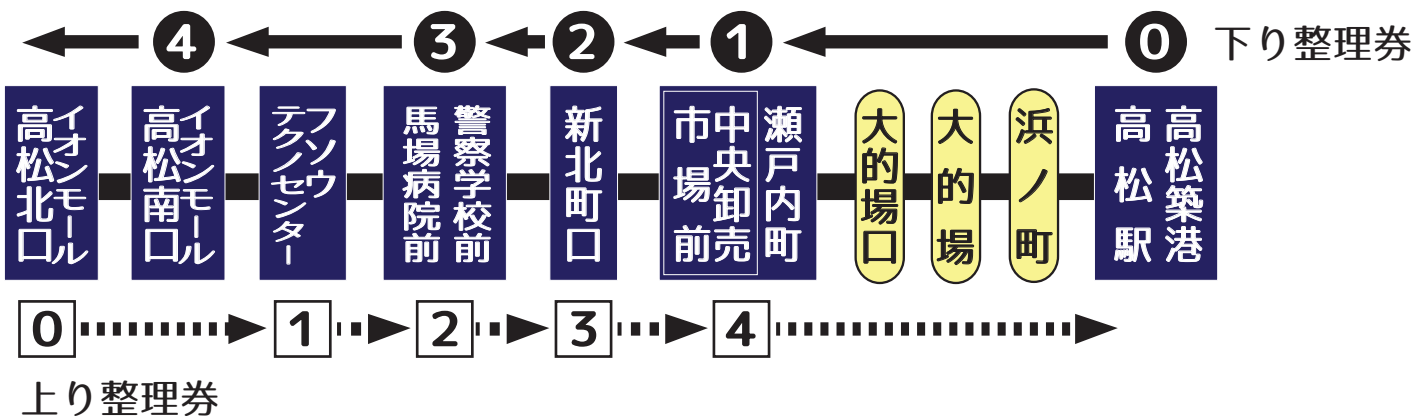 4 3 2 1 0 下り整理券
イオンモール
高松北口
イオンモール
高松南口
フソウ
テクノセンター
警察学校前
馬場病院前
新北町口
瀬戸内町
中央卸売
市場前
大的場口
大的場
浜ノ町
高松築港
高松駅
0 1 2 3 4
上り整理券